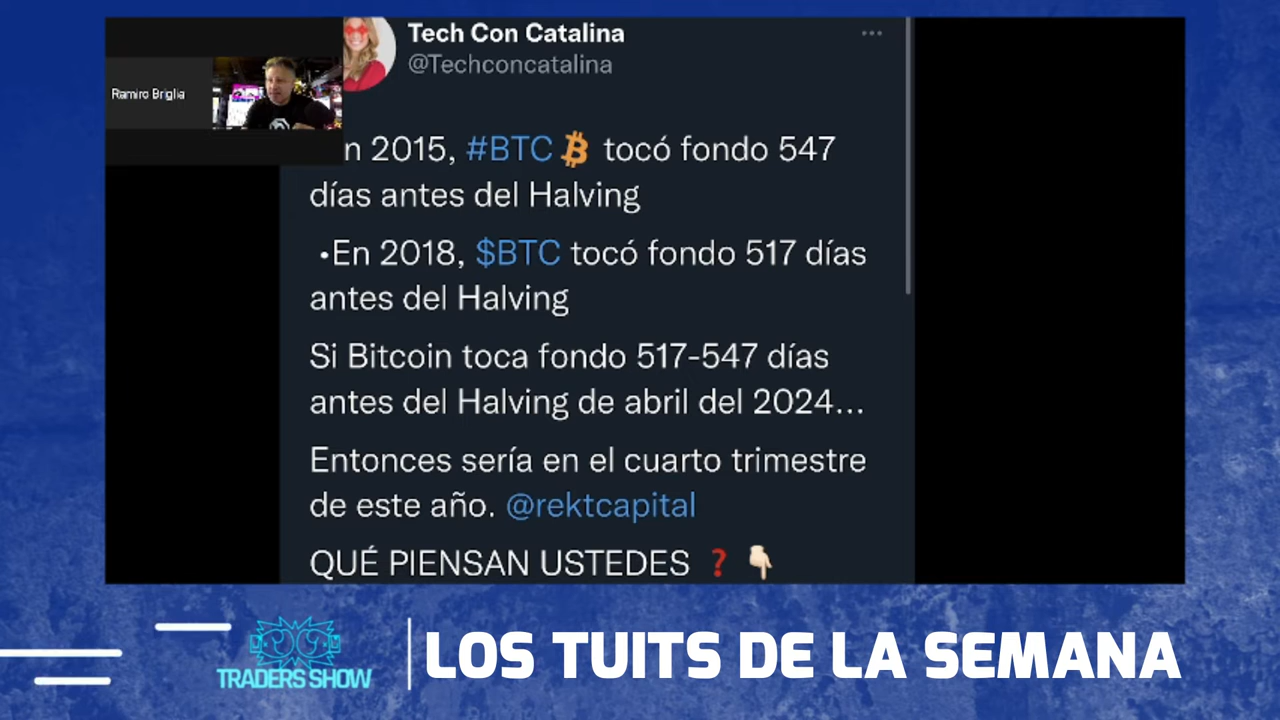 Tech Con Catalina
@Techconcatalina
Ramiro Briglia
n 2015, #BTC tocó fondo 547
días antes del Halving
•En 2018, $BTC tocó fondo 517 días
antes del Halving
Si Bitcoin toca fondo 517-547 días
antes del Halving de abril del 2024...
Entonces sería en el cuarto trimestre
de este año. @rektcapital
QUÉ PIENSAN USTEDES ❓ 👇🏻
TRADERS SHOW
LOS TUITS DE LA SEMANA